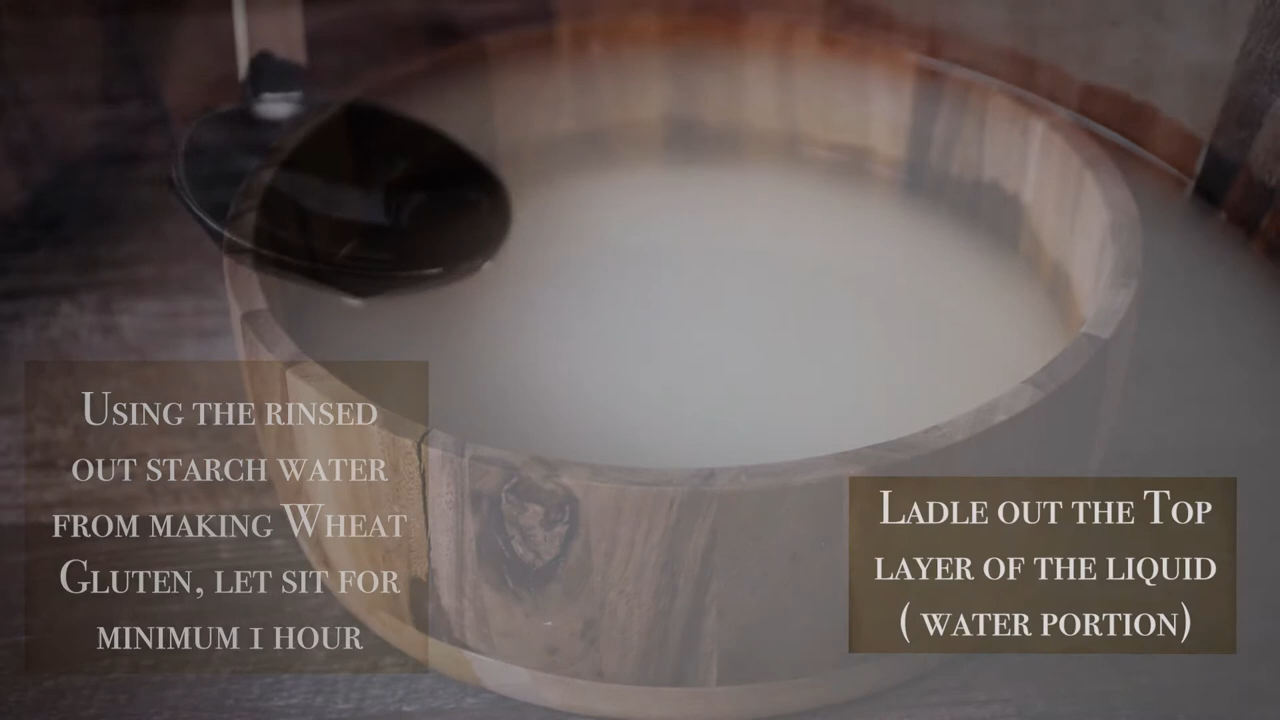 Using the rinsed
out starch water
from making Wheat
Gluten, let sit for
minimum 1 hour
Ladle out the Top
layer of the liquid
( water portion)